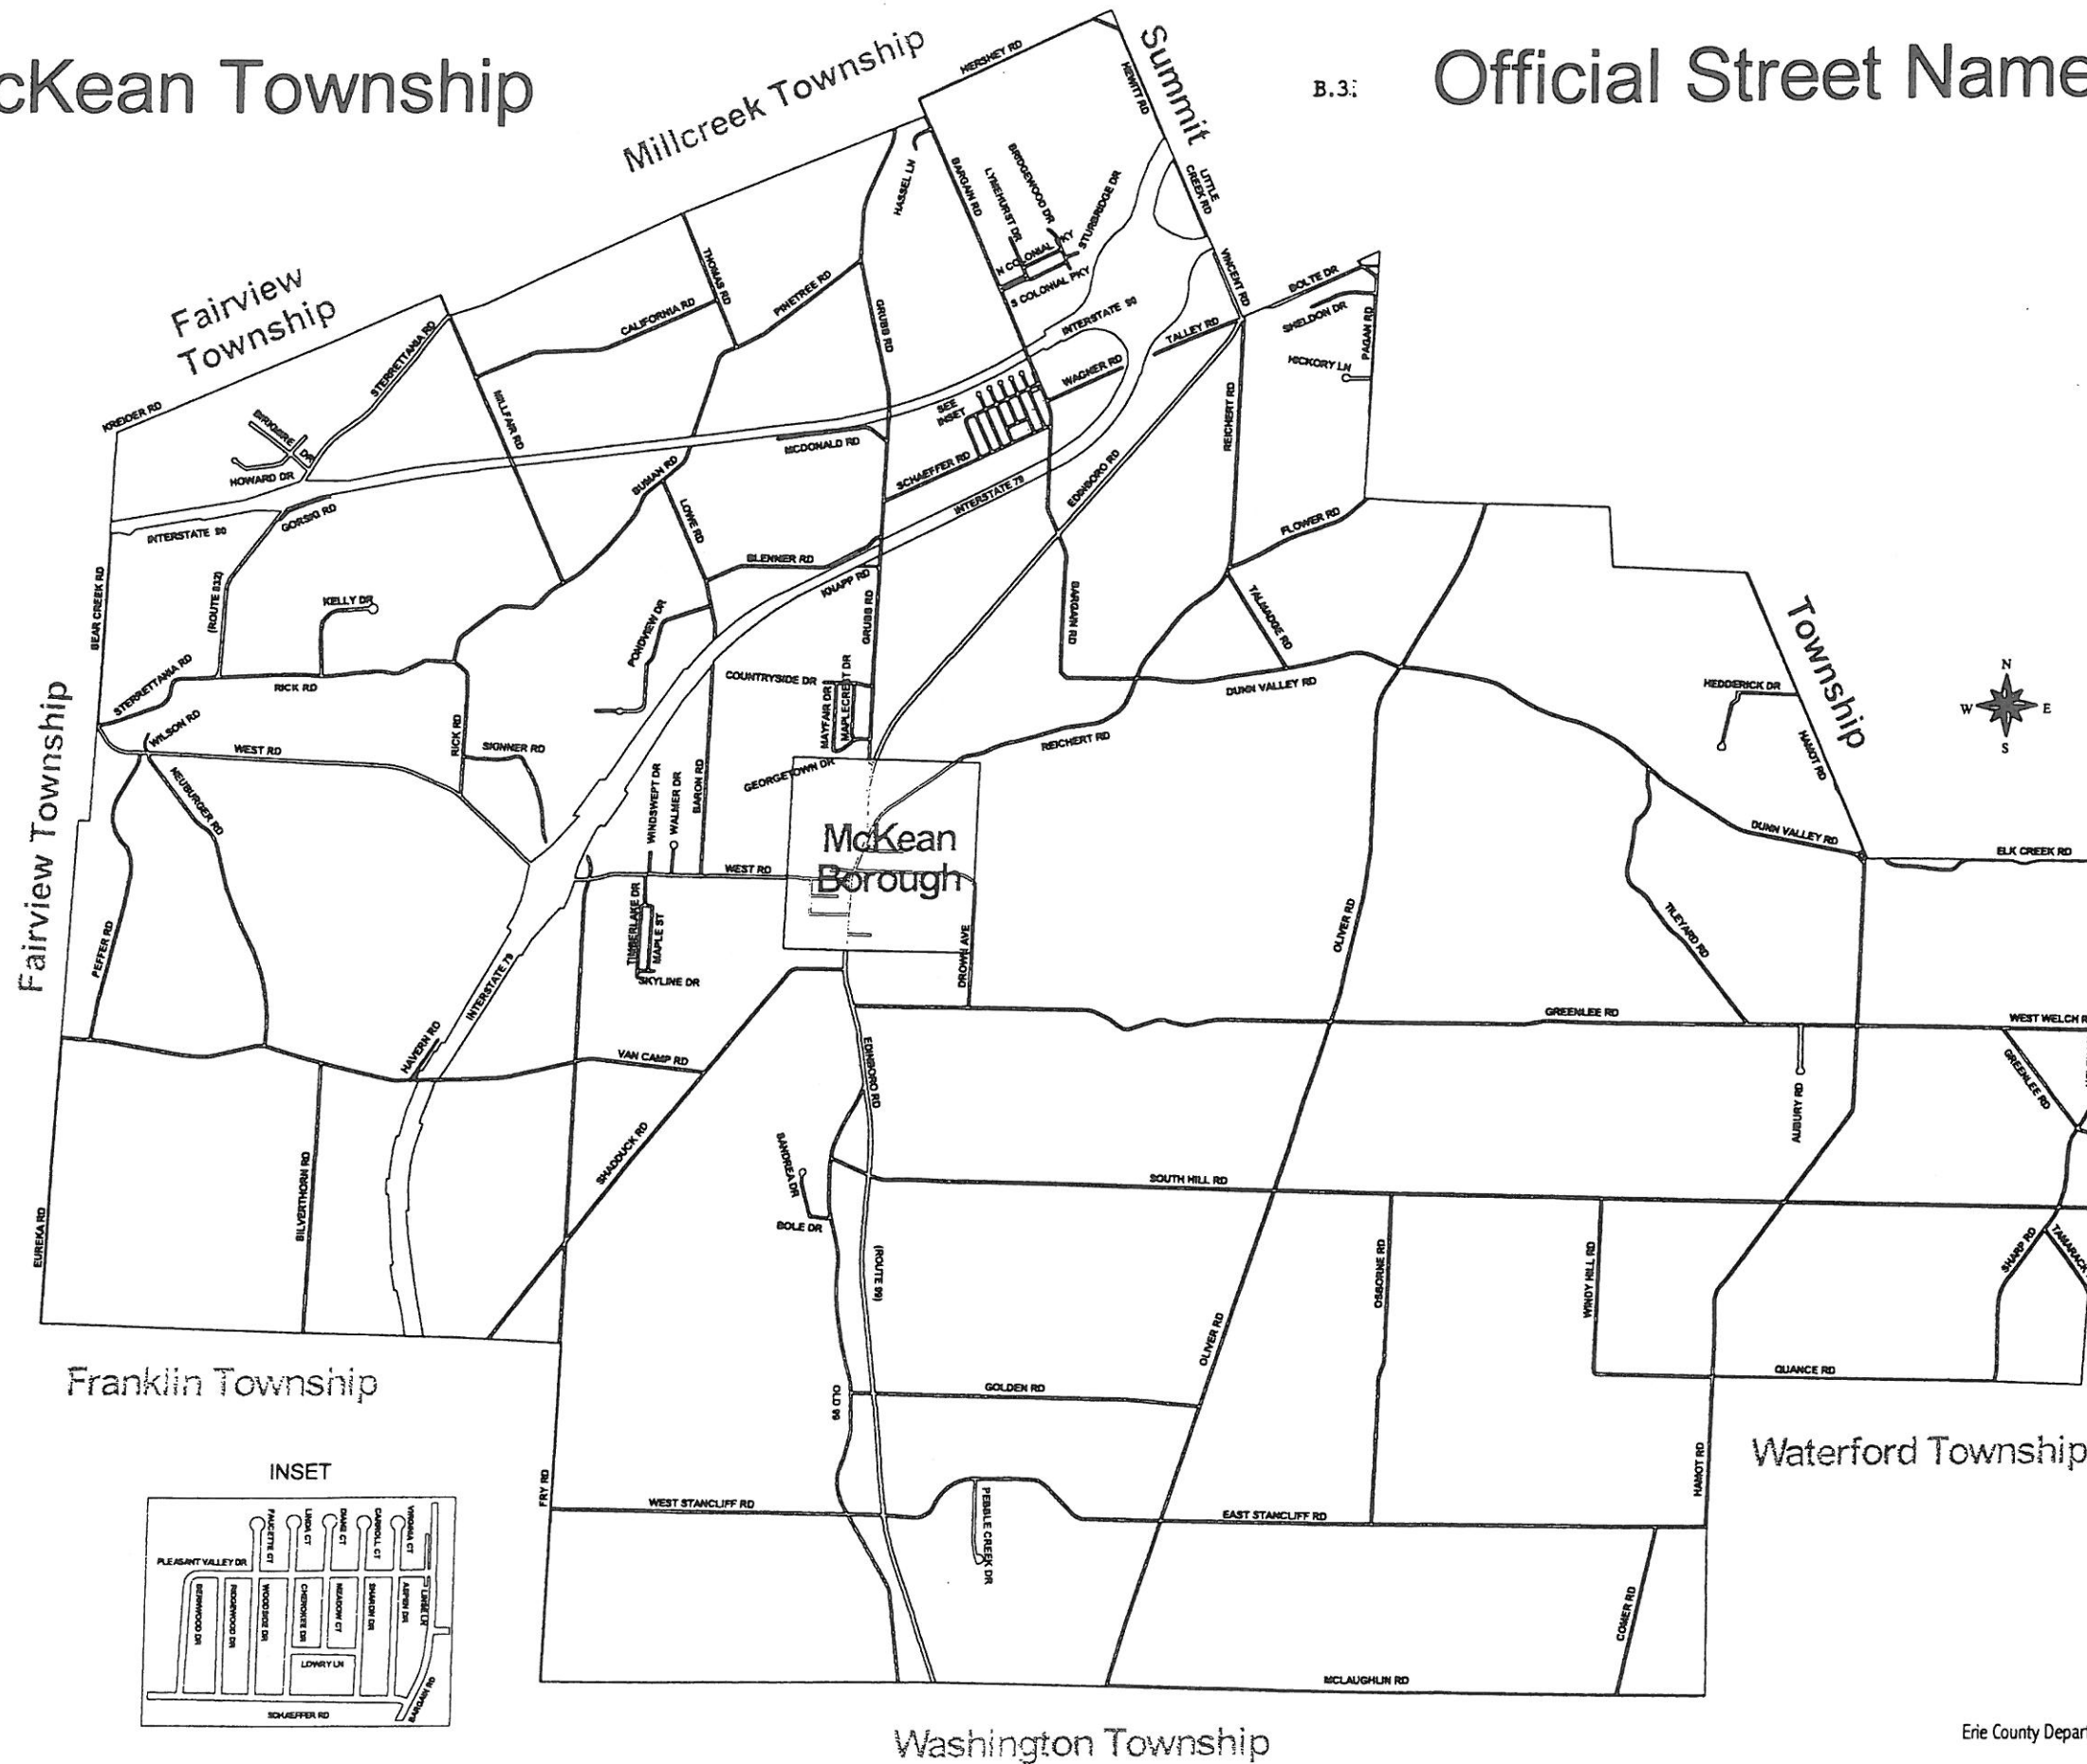 cKean Township
B.3.
Official Street Name
Millcreek Township
Summit
Township
Fairview
Township
Fairview Township
Franklin Township
Waterford Township
Washington Township
McKean
Borough
HERSHEY RD
HEWITT RD
LITTLE
CREEK RD
VINCENT RD
HASSEL LN
BARGAIN RD
LYMEHURST DR
BRIDGEWOOD DR
STURBRIDGE DR
N COLONIAL PKY
S COLONIAL PKY
INTERSTATE 90
TALLEY RD
WAGNER RD
BOLTE DR
SHELDON DR
PAGAN RD
HICKORY LN
THOMAS RD
CALIFORNIA RD
PINETREE RD
GRUBB RD
KREIDER RD
STERRETTANIA RD
BIRKMIRE
DR
HOWARD DR
MILLFAIR RD
MCDONALD RD
SEE
INSET
SCHAEFFER RD
INTERSTATE 79
EDINBORO RD
REICHERT RD
FLOWER RD
GORSIG RD
INTERSTATE 90
BUMAN RD
LOWE RD
BLENNER RD
KNAPP RD
BEAR CREEK RD
(ROUTE 832)
KELLY DR
PONDVIEW DR
GRUBB RD
BARGAIN RD
TALMADGE RD
STERRETTANIA RD
RICK RD
COUNTRYSIDE DR
MAYFAIR DR
MAPLECREST DR
DUNN VALLEY RD
HEDDERICK DR
N
W
E
S
WILSON RD
WEST RD
RICK RD
SIGNNER RD
REICHERT RD
HAMOT RD
NEUBURGER RD
GEORGETOWN DR
WINDSWEPT DR
WALMER DR
BARON RD
DUNN VALLEY RD
ELK CREEK RD
WEST RD
PEFFER RD
TIMBERLAKE DR
MAPLE ST
SKYLINE DR
INTERSTATE 79
DROWN AVE
OLIVER RD
TILEYARD RD
GREENLEE RD
WEST WELCH R
HAVERN RD
VAN CAMP RD
EDINBORO RD
GREENLEE RD
AUBURY RD
SHADDUCK RD
SANDREA DR
BOLE DR
SOUTH HILL RD
SILVERTHORN RD
EUREKA RD
(ROUTE 99)
OSBORNE RD
WINDY HILL RD
SHARP RD
TAMARACK
OLIVER RD
QUANCE RD
GOLDEN RD
OLD 99
FRY RD
WEST STANCLIFF RD
PEBBLE CREEK DR
EAST STANCLIFF RD
HAMOT RD
COMER RD
MCLAUGHLIN RD
INSET
FAUCETTE CT
LINDA CT
DIANE CT
CARROLL CT
VIRGINIA CT
PLEASANT VALLEY DR
BERNWOOD DR
RIDGEWOOD DR
WOODSIDE DR
CHEROKEE DR
MEADOW CT
SHARON DR
ASPEN DR
LOWRY LN
SCHAEFFER RD
BARGAIN RD
Erie County Depart